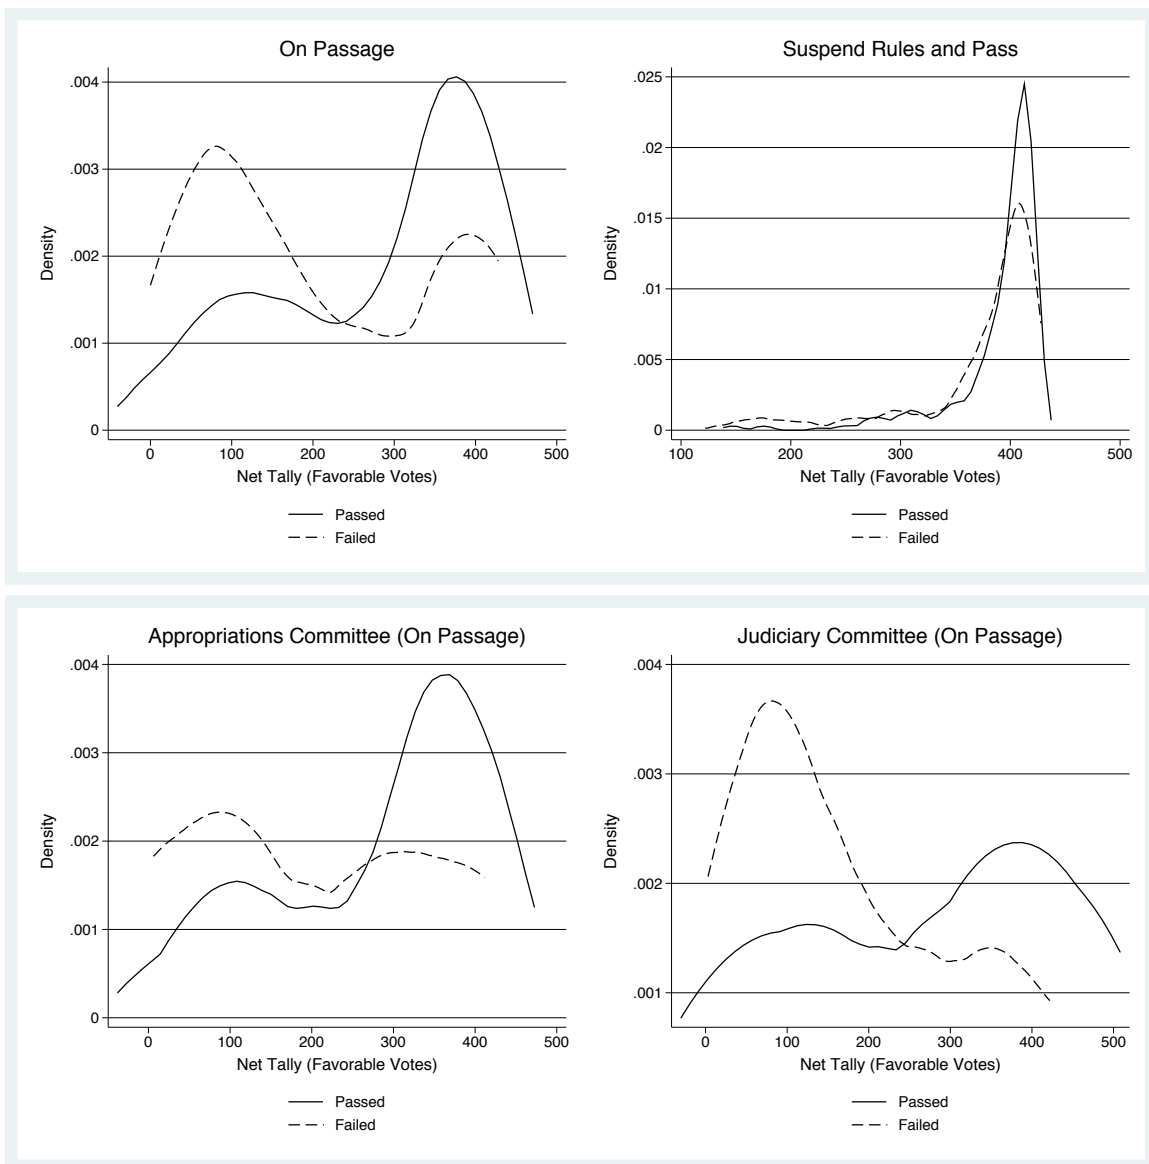 On Passage
.004
.003
.002
.001
0
Density
0 100 200 300 400 500
Net Tally (Favorable Votes)
Passed
Failed
Suspend Rules and Pass
.025
.02
.015
.01
.005
0
Density
100 200 300 400 500
Net Tally (Favorable Votes)
Passed
Failed
Appropriations Committee (On Passage)
.004
.003
.002
.001
0
Density
0 100 200 300 400 500
Net Tally (Favorable Votes)
Passed
Failed
Judiciary Committee (On Passage)
.004
.003
.002
.001
Density
0 100 200 300 400 500
Net Tally (Favorable Votes)
Passed
Failed